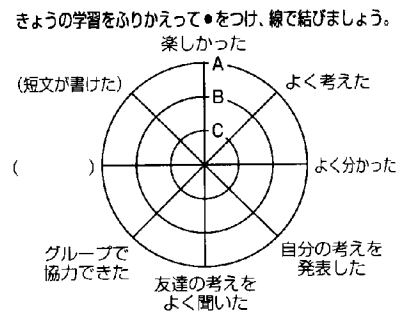 きょうの学習をふりかえって●をつけ、線で結びましょう。
楽しかった
A
(短文が書けた)
よく考えた
B
C
(　　　)
よく分かった
グループで
協力できた
自分の考えを
発表した
友達の考えを
よく聞いた